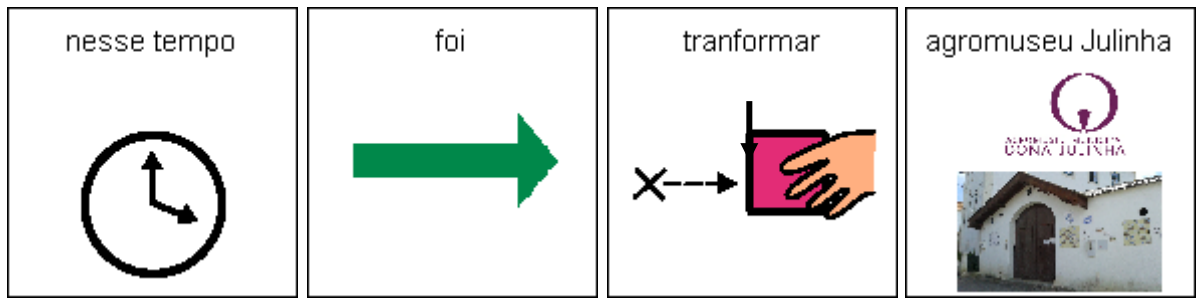 nesse tempo
foi
tranformar
agromuseu Julinha
DONA JULINHA